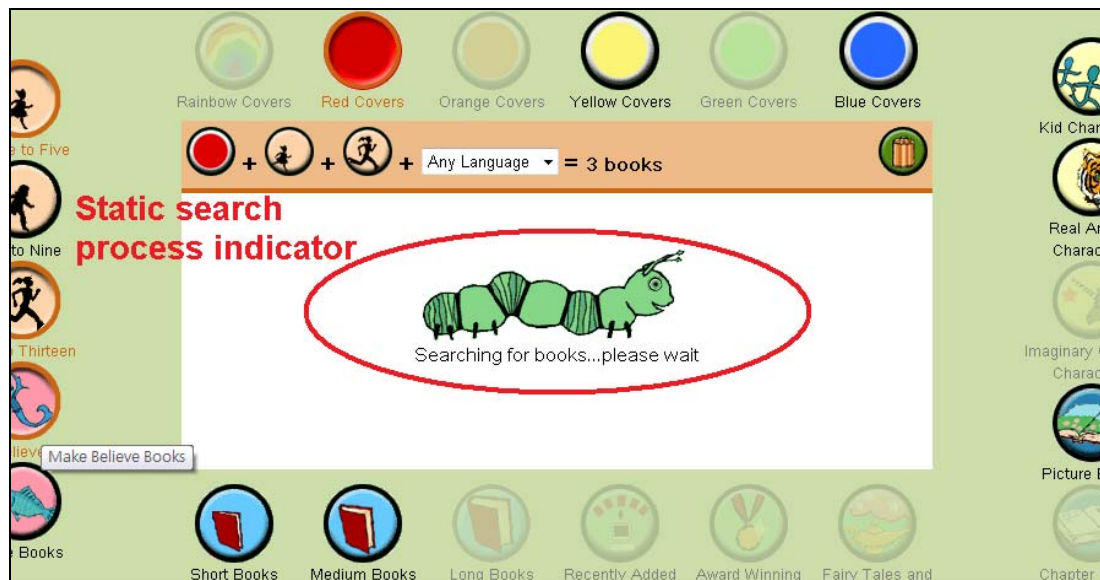 Rainbow Covers
Red Covers
Orange Covers
Yellow Covers
Green Covers
Blue Covers
Kid Char
to Five
+ + + Any Language = 3 books
Static search
process indicator
to Nine
Real An
Charac
Searching for books...please wait
Thirteen
Imaginary
Charac
lieve
Make Believe Books
Picture B
Books
Short Books
Medium Books
Long Books
Recently Added
Award Winning
Fairy Tales and
Chapter